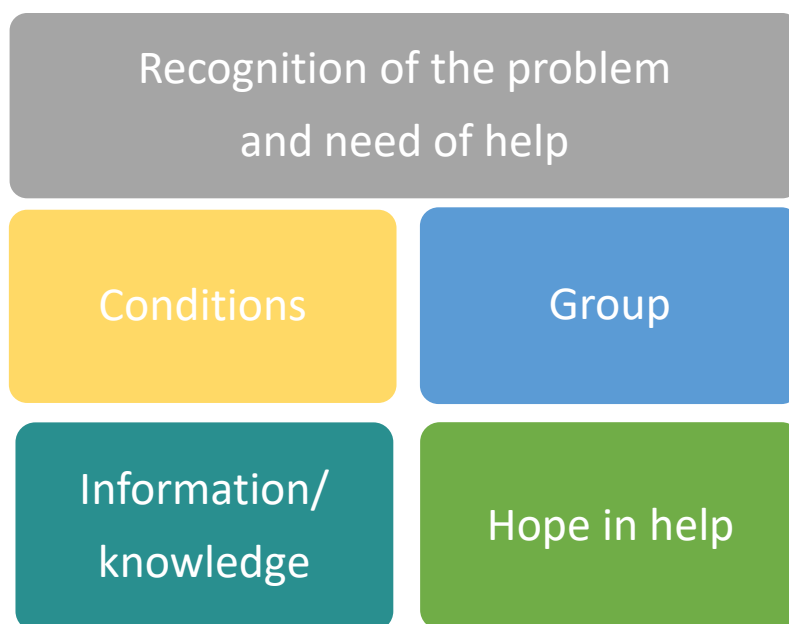 Recognition of the problem
and need of help
Conditions
Group
Information/
knowledge
Hope in help